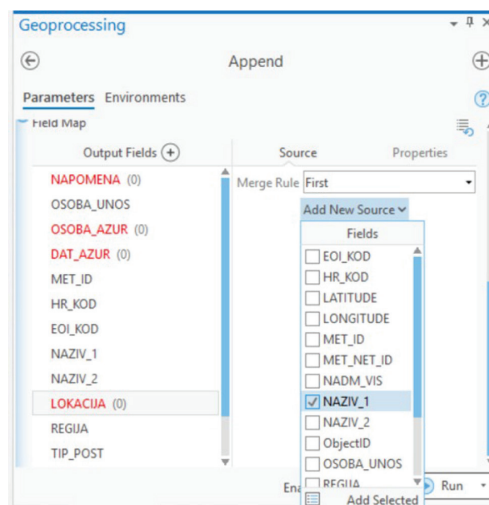 Geoprocessing
Append
Parameters Environments
Field Map
Output Fields
Source Properties
NAPOMENA (0)
OSOBA_UNOS
OSOBA_AZUR (0)
DAT_AZUR (0)
MET_ID
HR_KOD
EOI_KOD
NAZIV_1
NAZIV_2
LOKACIJA (0)
REGIJA
TIP_POST
Merge Rule First
Add New Source
Fields
EOI_KOD
HR_KOD
LATITUDE
LONGITUDE
MET_ID
MET_NET_ID
NADM_VIS
NAZIV_1
NAZIV_2
ObjectID
OSOBA_UNOS
REGIJA
Add Selected
Run